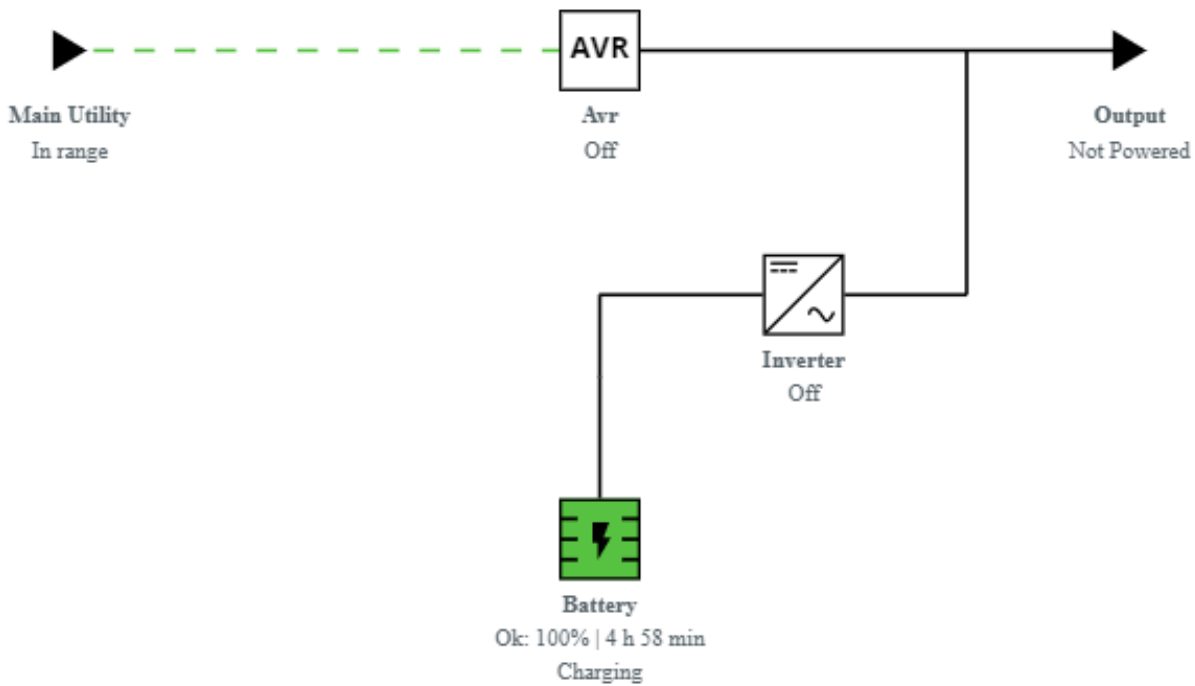 AVR
Main Utility
In range
Avr
Off
Output
Not Powered
Inverter
Off
Battery
Ok: 100% | 4 h 58 min
Charging